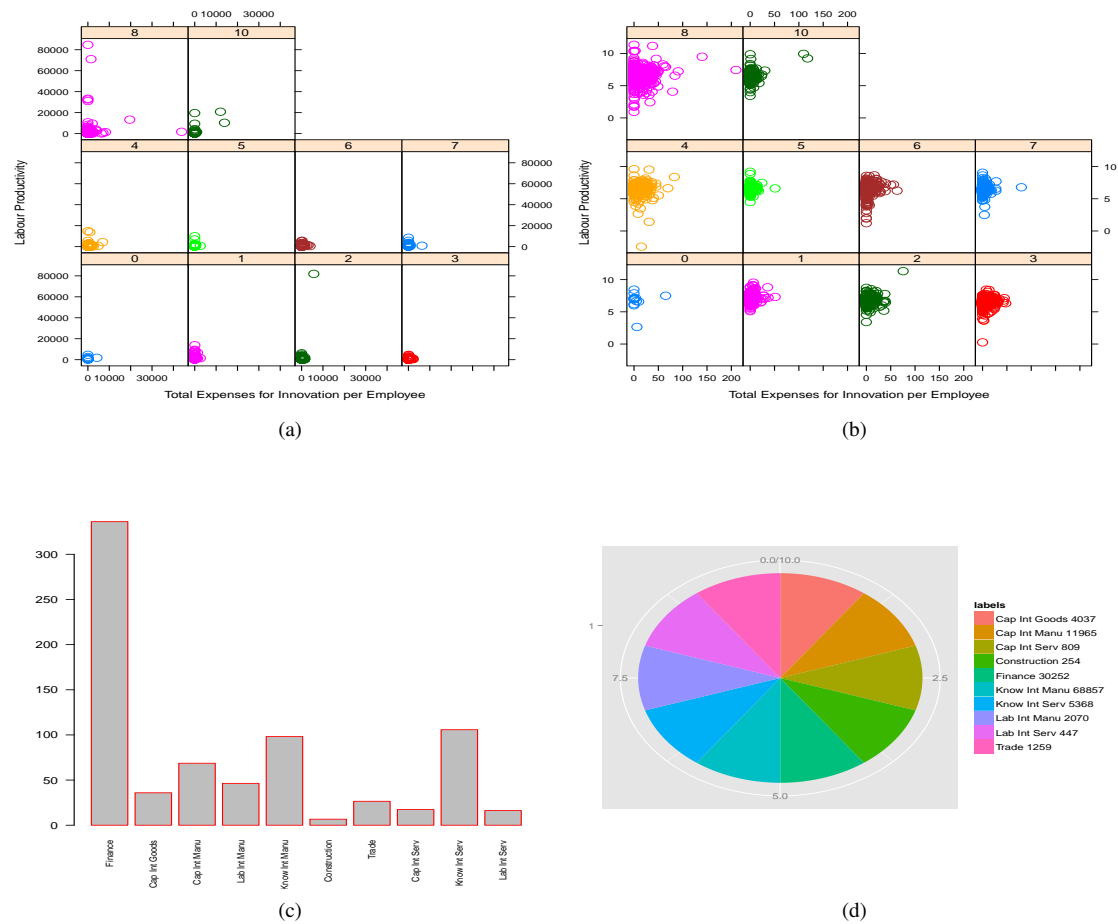 0 10000 30000
8 10
80000
60000
40000
20000
0
4 5 6 7
80000
60000
40000
20000
0
0 1 2 3
80000
60000
40000
20000
0
0 10000 30000 0 10000 30000
Labour Productivity
Total Expenses for Innovation per Employee
(a)
0 50 100 150 200
8 10
10
5
0
4 5 6 7
10
5
0
0 1 2 3
10
5
0
0 50 100 150 200 0 50 100 150 200
Labour Productivity
Total Expenses for Innovation per Employee
(b)
300
250
200
150
100
50
0
Finance
Cap Int Goods
Cap Int Manu
Lab Int Manu
Know Int Manu
Construction
Trade
Cap Int Serv
Know Int Serv
Lab Int Serv
(c)
0.0/10.0
1
7.5
2.5
5.0
labels
Cap Int Goods 4037
Cap Int Manu 11965
Cap Int Serv 809
Construction 254
Finance 30252
Know Int Manu 68857
Know Int Serv 5368
Lab Int Manu 2070
Lab Int Serv 447
Trade 1259
(d)